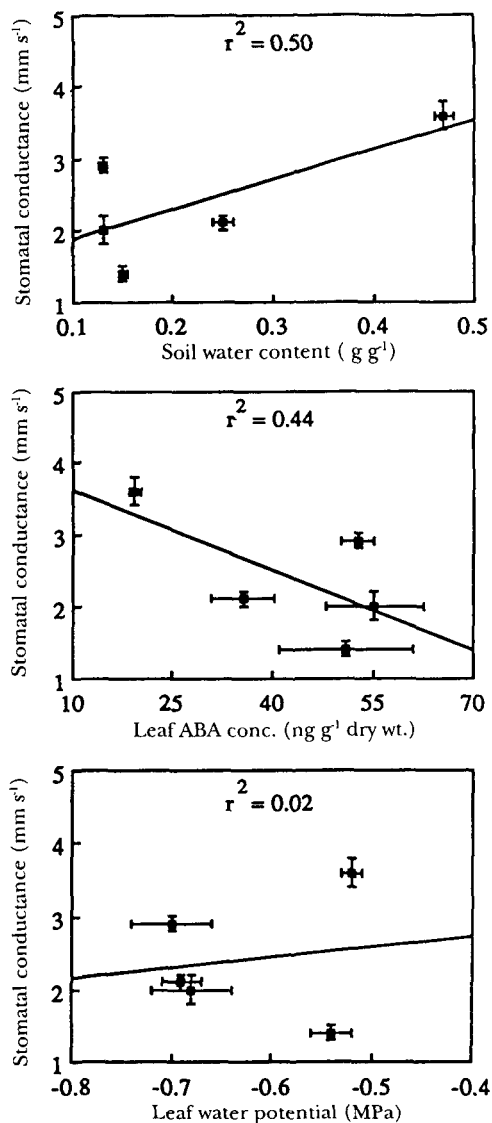 Stomatal conductance (mm s⁻¹)
5
4
3
2
1
r² = 0.50
0.1 0.2 0.3 0.4 0.5
Soil water content ( g g⁻¹)
Stomatal conductance (mm s⁻¹)
5
4
3
2
1
r² = 0.44
10 25 40 55 70
Leaf ABA conc. (ng g⁻¹ dry wt.)
Stomatal conductance (mm s⁻¹)
5
4
3
2
1
r² = 0.02
-0.8 -0.7 -0.6 -0.5 -0.4
Leaf water potential (MPa)